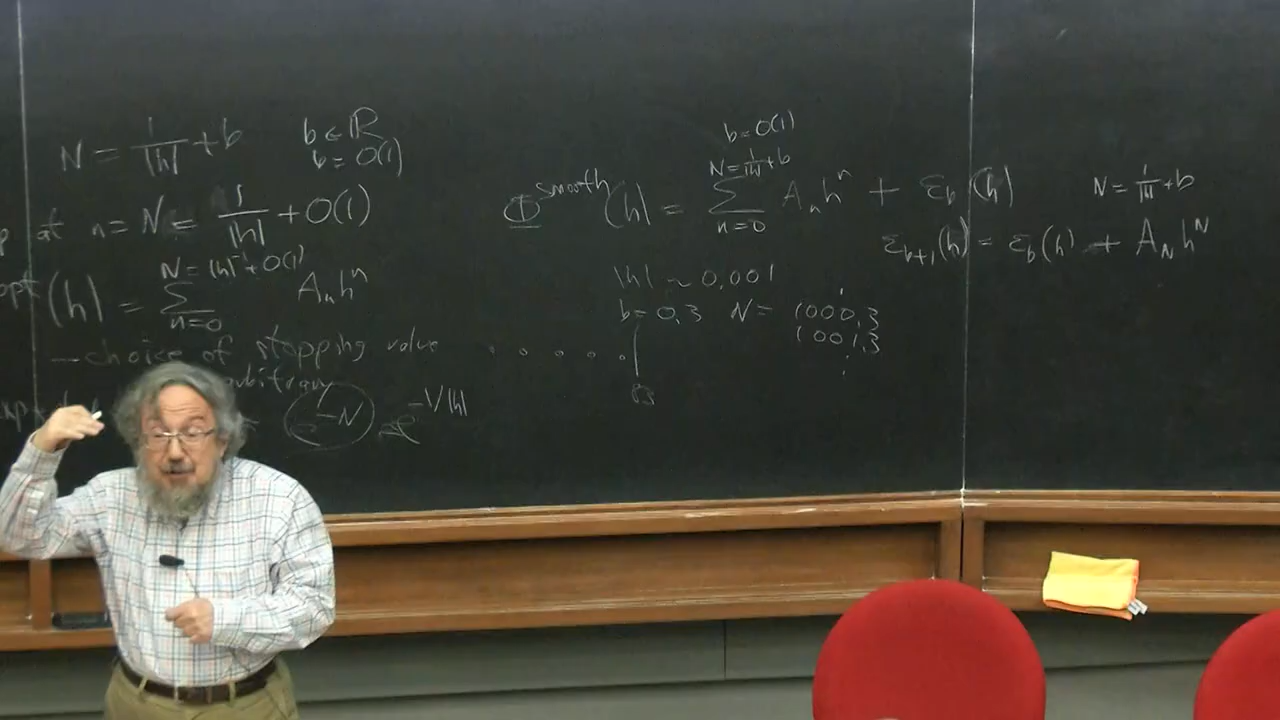 N = 1/|h| + b b ∈ ℝ
b = O(1)
at n = N = 1/|h| + O(1)
N = |h|⁻¹ + O(1)
(h) = Σ Aₙhⁿ
n=0
– choice of stopping value
arbitrary
e^{-N} e^{-1/|h|}
b = O(1)
N = 1/|h| + b
Φ^{smooth}(h) = Σ Aₙhⁿ + ε_b(h)
n=0
|h| ~ 0,001
b = 0,3 N = 1000,3
1001,3
N = 1/|h| + b
ε_{b+1}(h) = ε_b(h) + A_N h^N